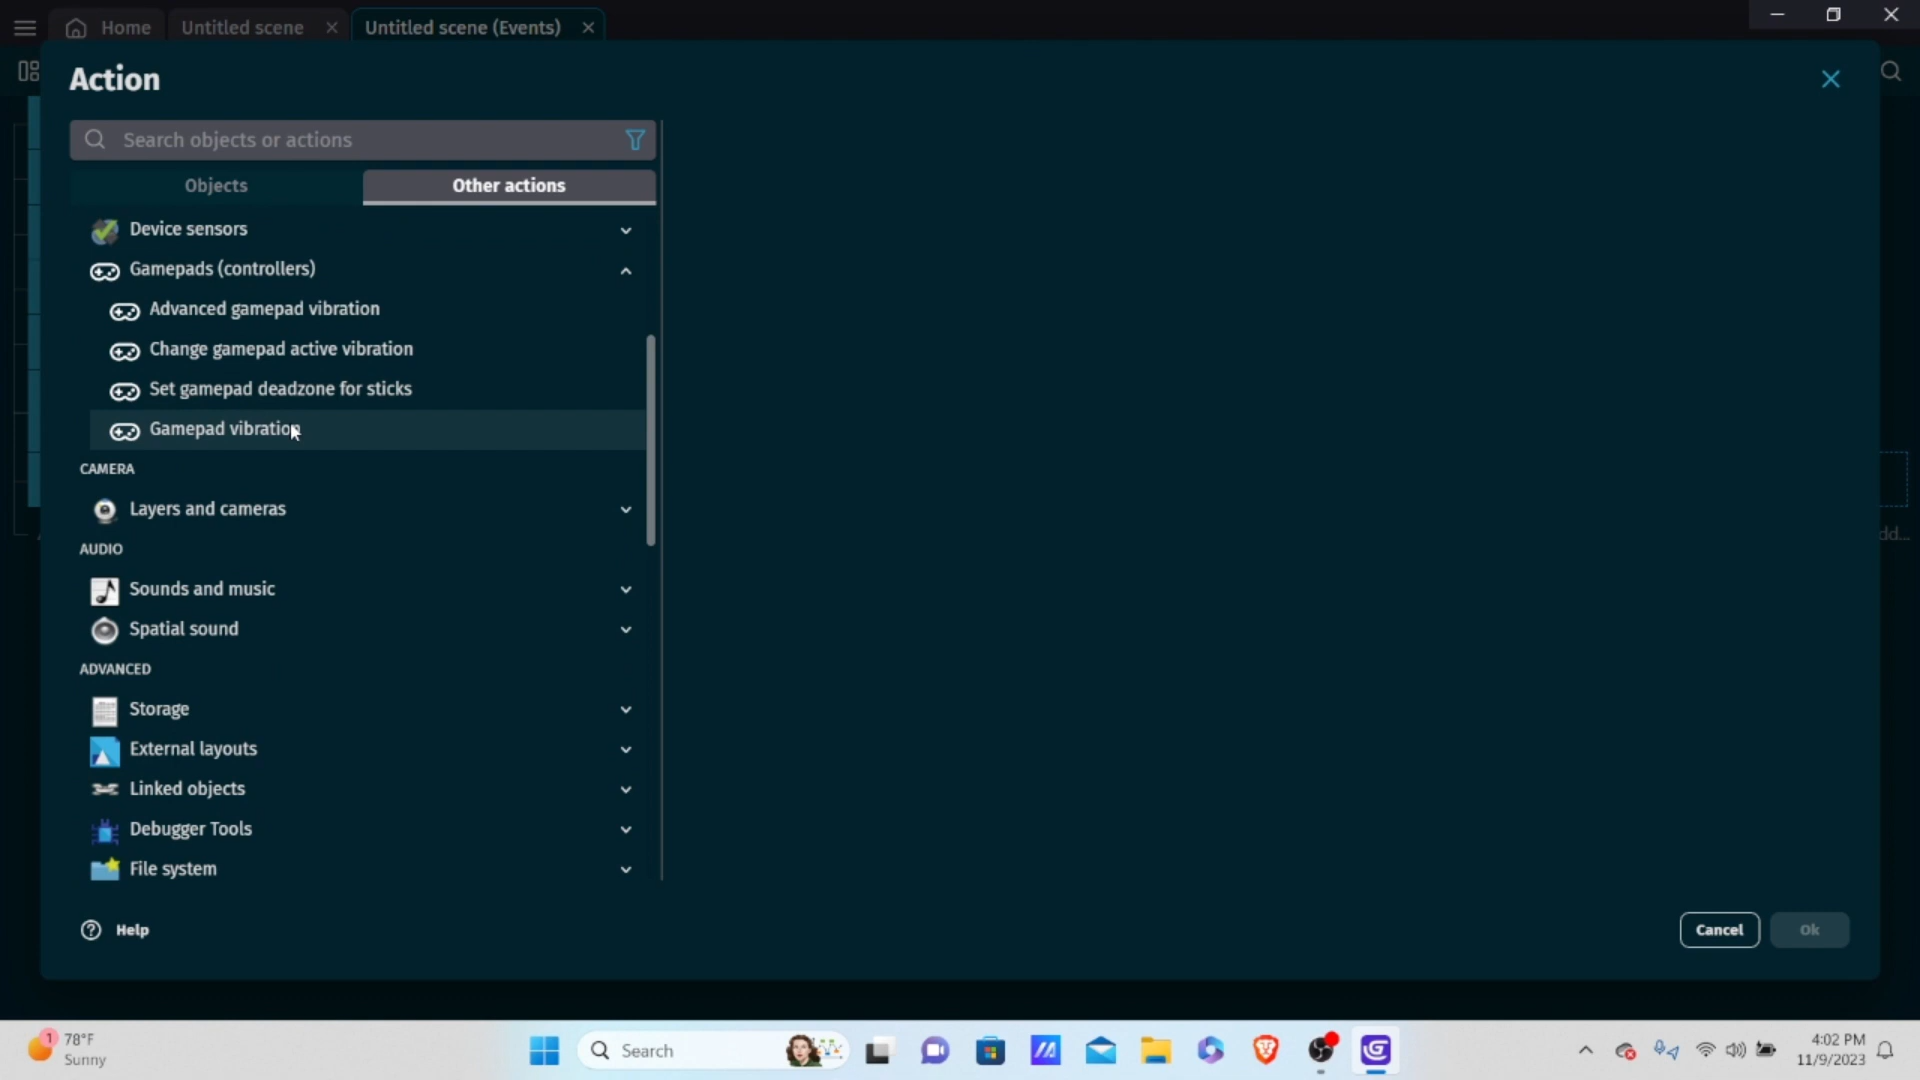 Home
Untitled scene
Untitled scene (Events)
Action
Search objects or actions
Objects
Other actions
Device sensors
Gamepads (controllers)
Advanced gamepad vibration
Change gamepad active vibration
Set gamepad deadzone for sticks
Gamepad vibration
CAMERA
Layers and cameras
AUDIO
Sounds and music
Spatial sound
ADVANCED
Storage
External layouts
Linked objects
Debugger Tools
File system
Help
Cancel
Ok
dd...
1
78°F
Sunny
Search
4:02 PM
11/9/2023